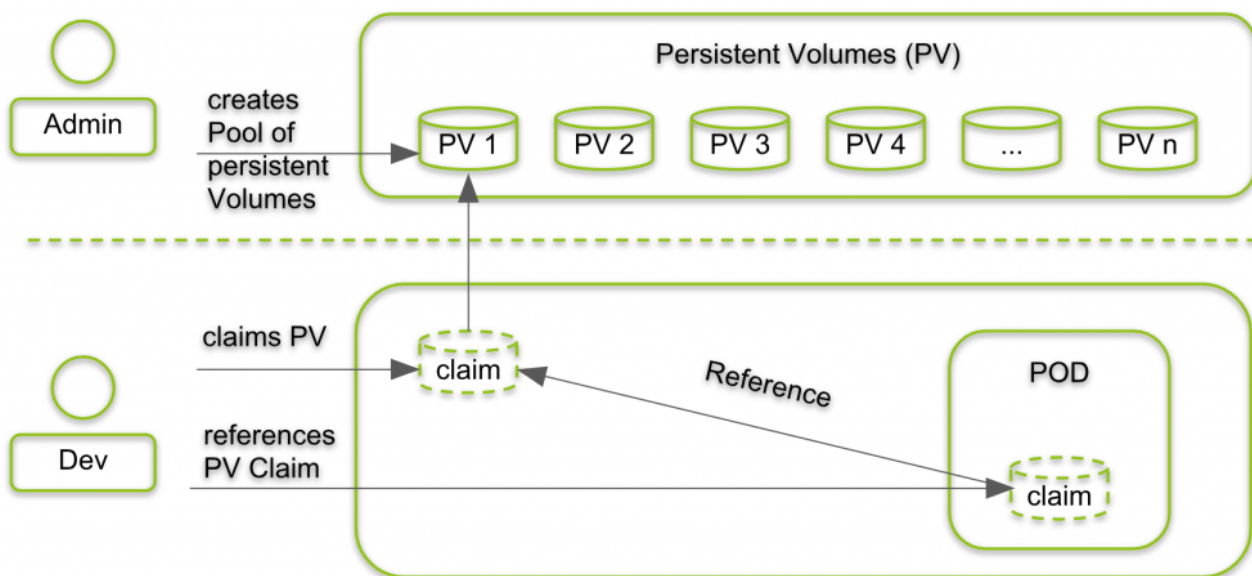 Persistent Volumes (PV)
Admin
creates
Pool of
persistent
Volumes
PV 1
PV 2
PV 3
PV 4
...
PV n
claims PV
claim
Reference
POD
Dev
references
PV Claim
claim